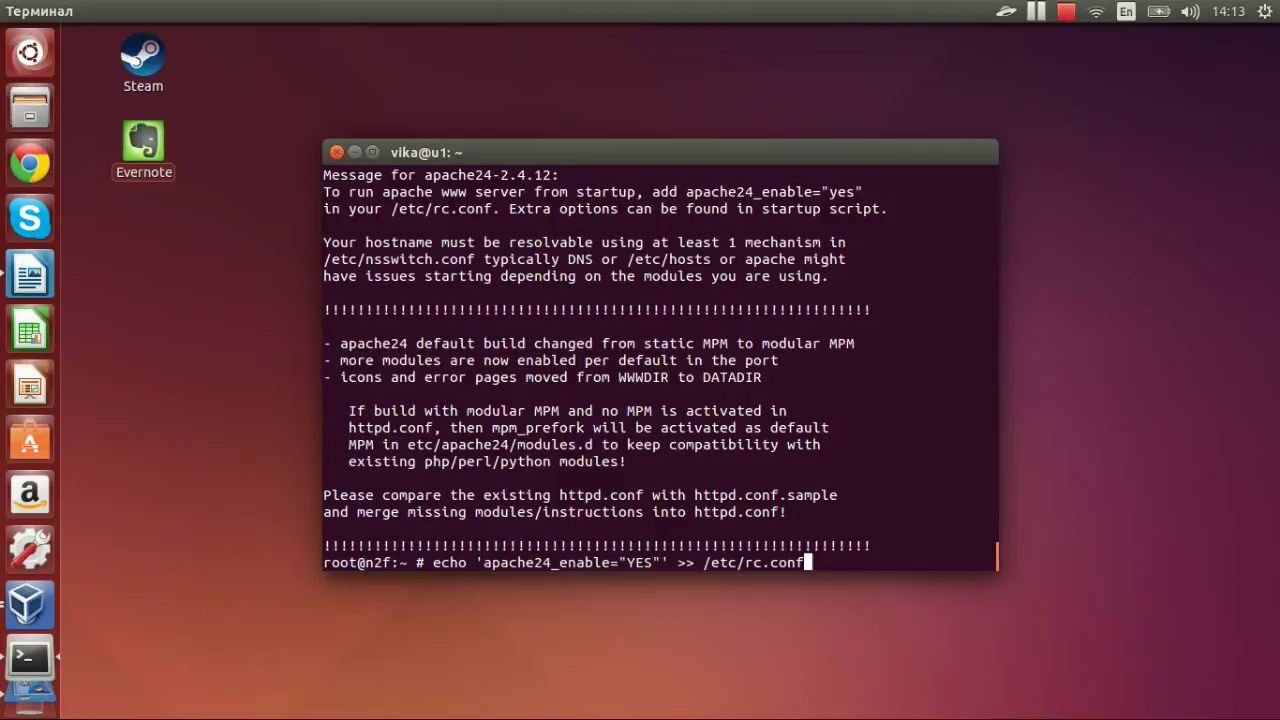 Терминал
En
14:13
Steam
Evernote
vika@u1: ~
Message for apache24-2.4.12:
To run apache www server from startup, add apache24_enable="yes"
in your /etc/rc.conf. Extra options can be found in startup script.
Your hostname must be resolvable using at least 1 mechanism in
/etc/nsswitch.conf typically DNS or /etc/hosts or apache might
have issues starting depending on the modules you are using.
!!!!!!!!!!!!!!!!!!!!!!!!!!!!!!!!!!!!!!!!!!!!!!!!!!!!!!!!!!!!!!!!!
- apache24 default build changed from static MPM to modular MPM
- more modules are now enabled per default in the port
- icons and error pages moved from WWWDIR to DATADIR
If build with modular MPM and no MPM is activated in
httpd.conf, then mpm_prefork will be activated as default
MPM in etc/apache24/modules.d to keep compatibility with
existing php/perl/python modules!
Please compare the existing httpd.conf with httpd.conf.sample
and merge missing modules/instructions into httpd.conf!
!!!!!!!!!!!!!!!!!!!!!!!!!!!!!!!!!!!!!!!!!!!!!!!!!!!!!!!!!!!!!!!!!
root@n2f:~ # echo 'apache24_enable="YES"' >> /etc/rc.conf